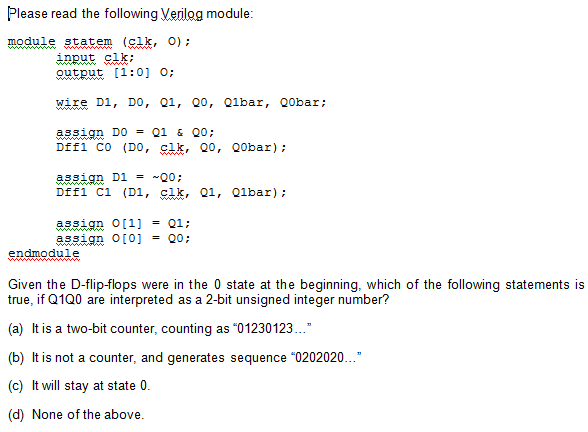 Please read the following Verilog module:
module statem (clk, O);
input clk;
output [1:0] O;
wire D1, D0, Q1, Q0, Q1bar, Q0bar;
assign D0 = Q1 & Q0;
Dff1 C0 (D0, clk, Q0, Q0bar);
assign D1 = ~Q0;
Dff1 C1 (D1, clk, Q1, Q1bar);
assign O[1] = Q1;
assign O[0] = Q0;
endmodule
Given the D-flip-flops were in the 0 state at the beginning, which of the following statements is
true, if Q1Q0 are interpreted as a 2-bit unsigned integer number?
(a) It is a two-bit counter, counting as “01230123…”
(b) It is not a counter, and generates sequence “0202020…”
(c) It will stay at state 0.
(d) None of the above.